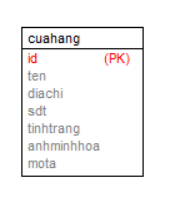 cuahang
id (PK)
ten
diachi
sdt
tinhtrang
anhminhhoa
mota